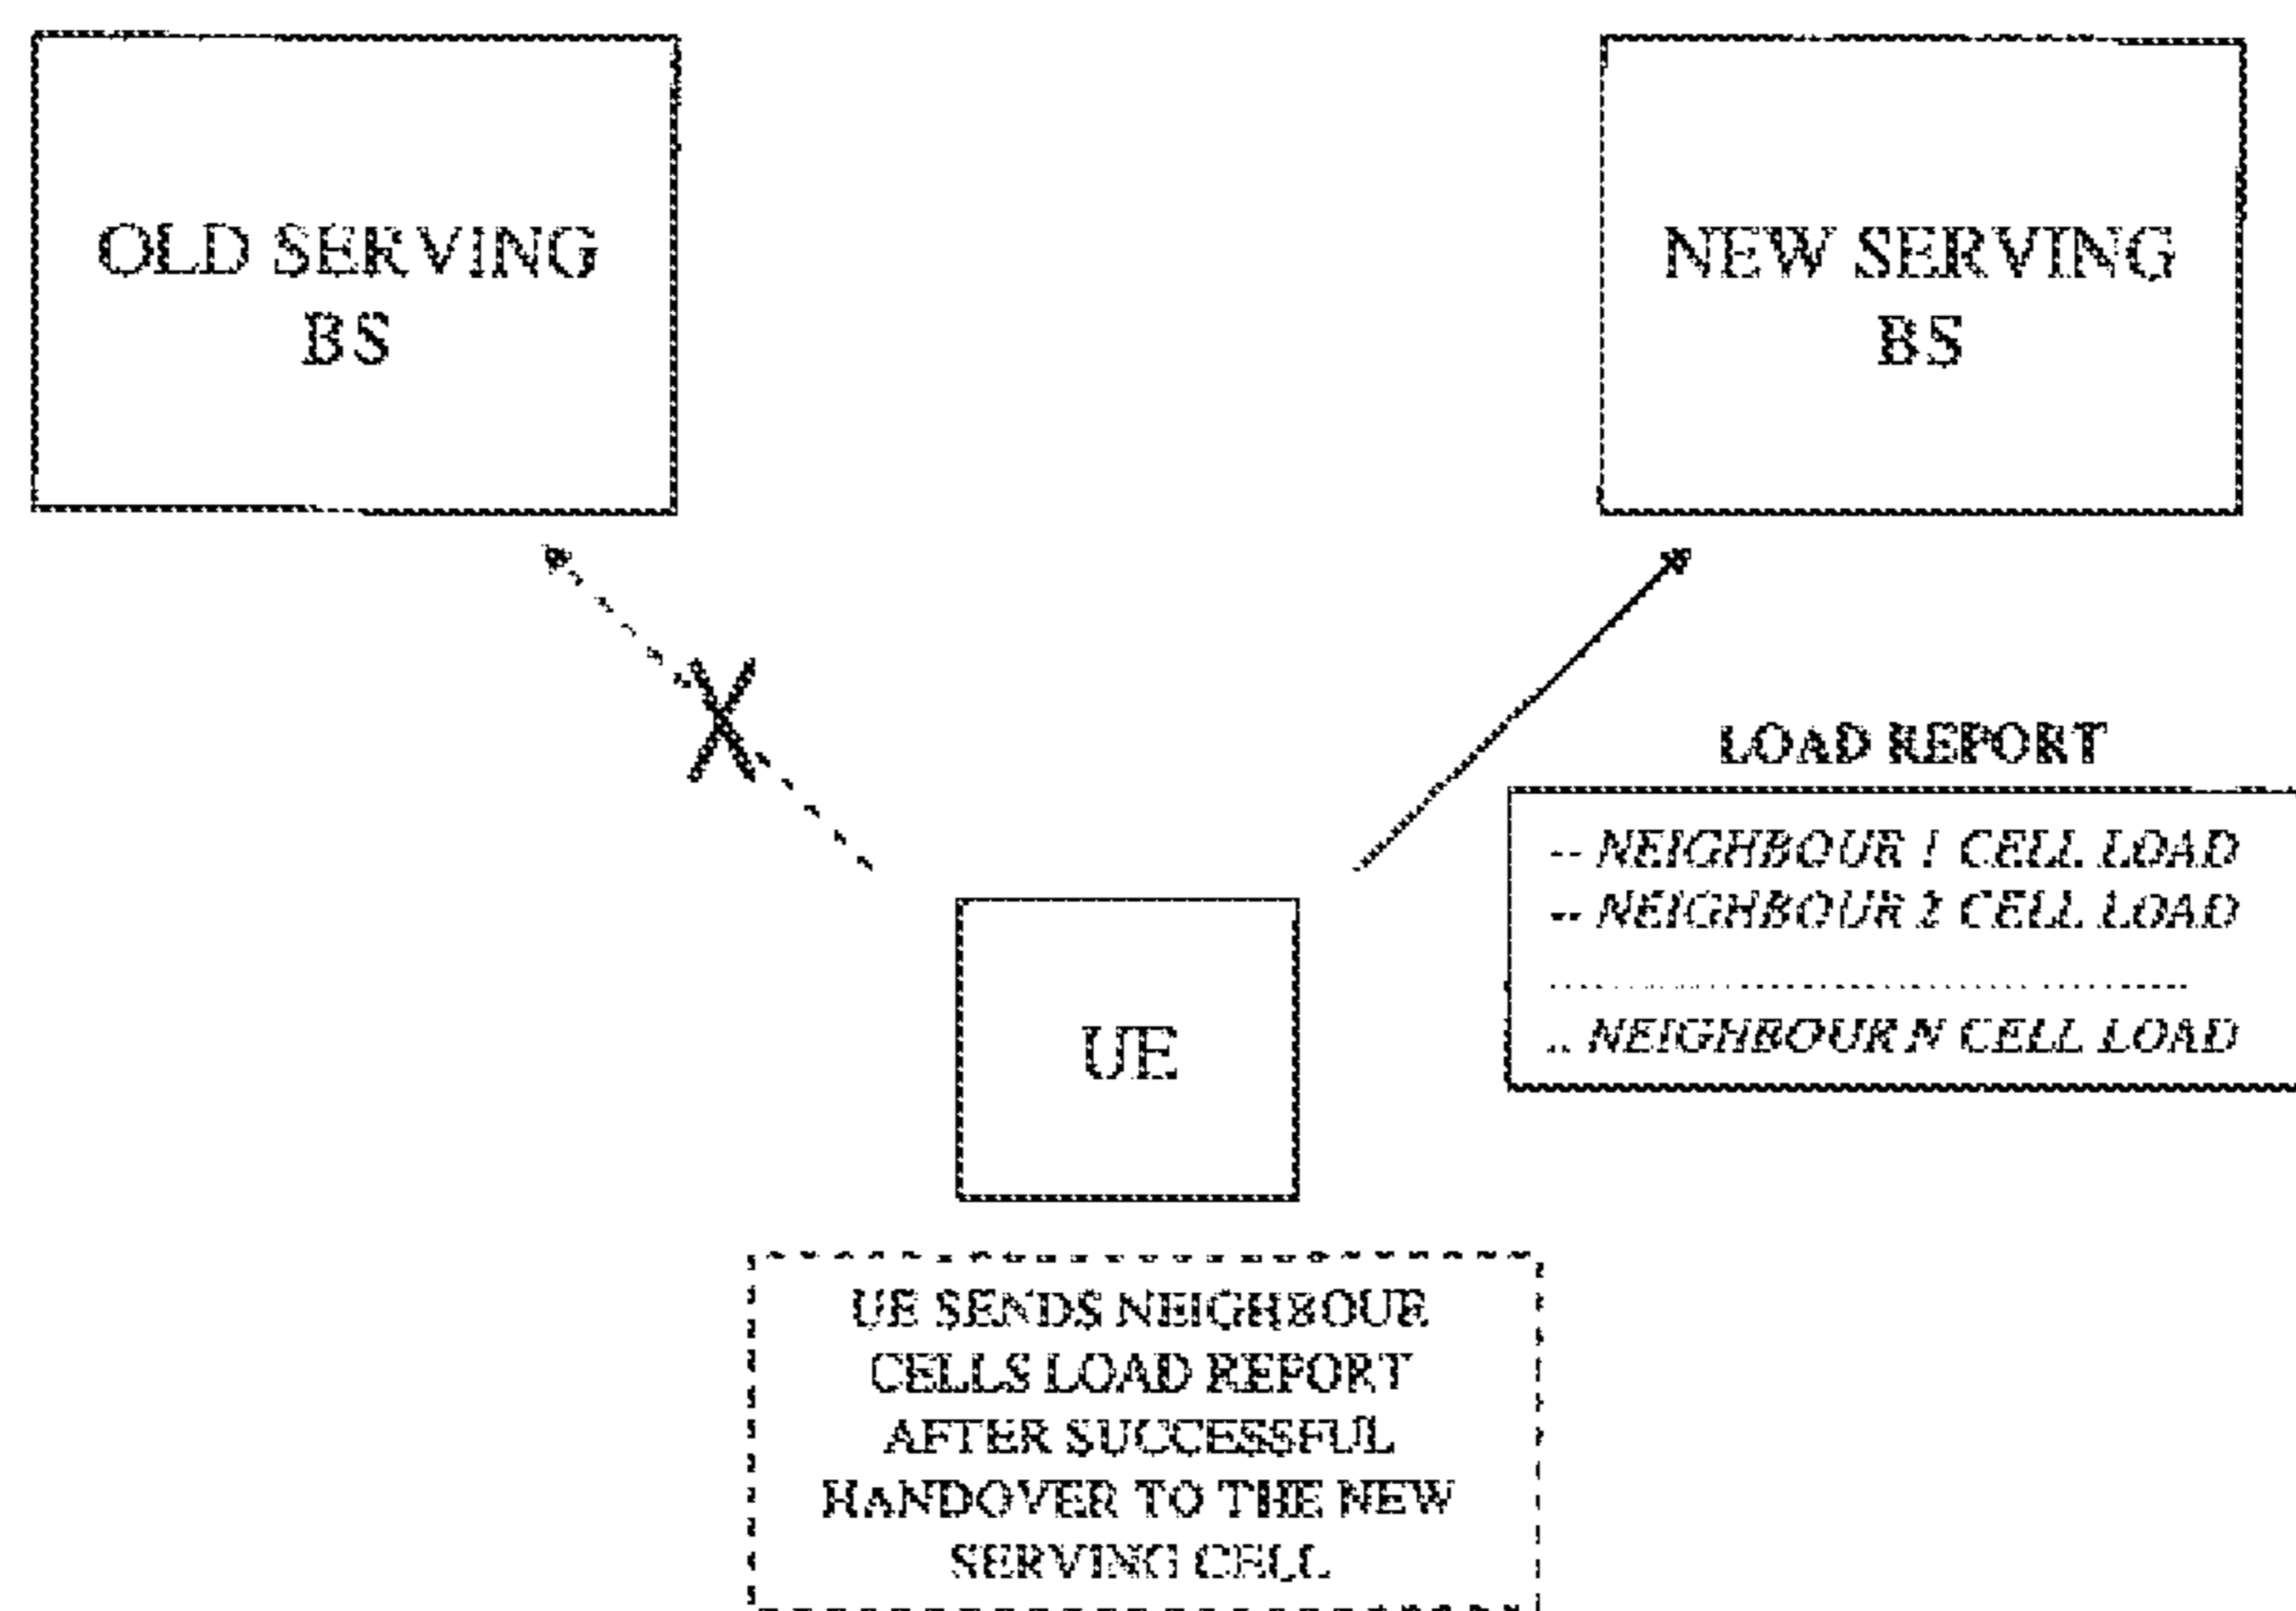 OLD SERVING
BS
NEW SERVING
BS
LOAD REPORT
-- NEIGHBOUR 1 CELL LOAD
-- NEIGHBOUR 2 CELL LOAD
........................................
.. NEIGHBOUR N CELL LOAD
UE
UE SENDS NEIGHBOUR
CELLS LOAD REPORT
AFTER SUCCESSFUL
HANDOVER TO THE NEW
SERVING CELL